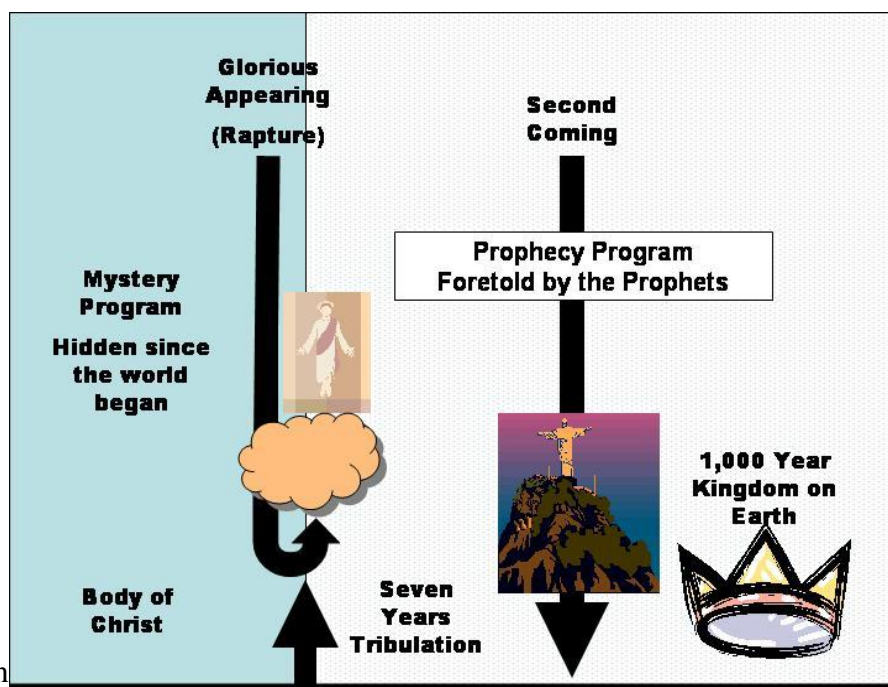 Glorious
Appearing
(Rapture)
Second
Coming
Prophecy Program
Foretold by the Prophets
Mystery
Program
Hidden since
the world
began
1,000 Year
Kingdom on
Earth
Body of
Christ
Seven
Years
Tribulation
n